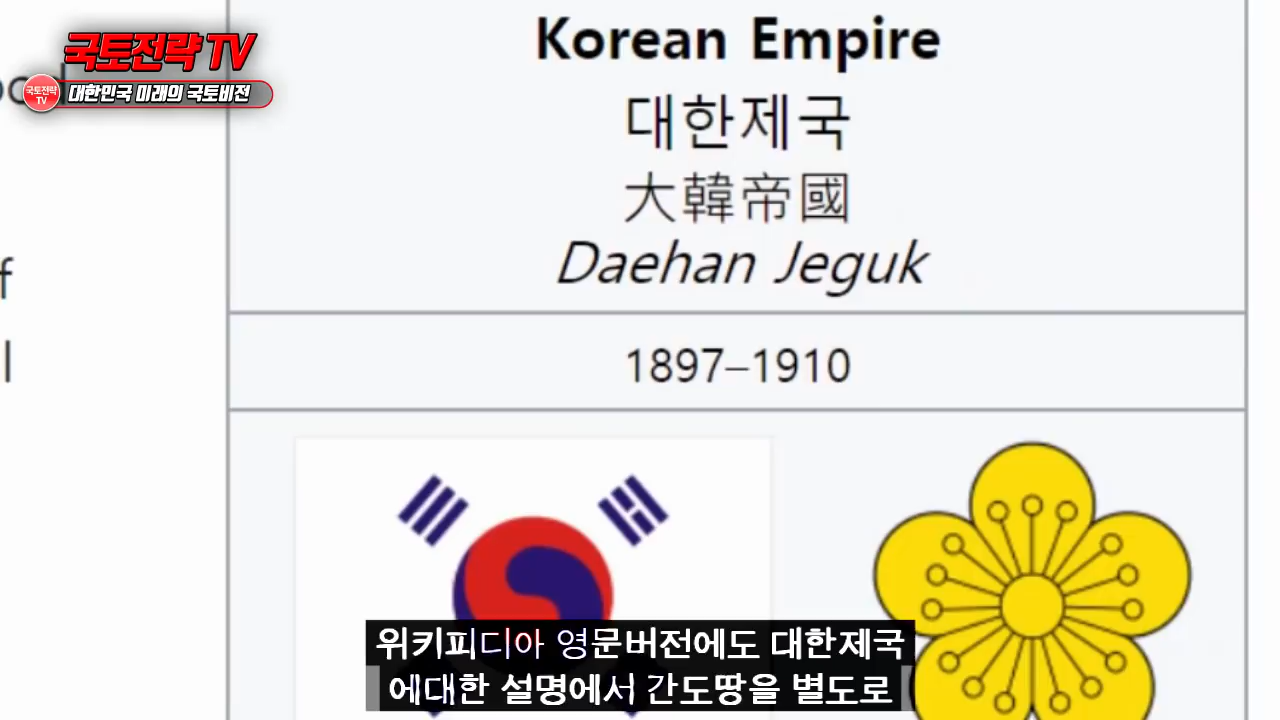 국토전략 TV
국토전략
TV
대한민국 미래의 국토비전
Korean Empire
대한제국
大韓帝國
Daehan Jeguk
1897–1910
위키피디아 영문버전에도 대한제국
에대한 설명에서 간도땅을 별도로